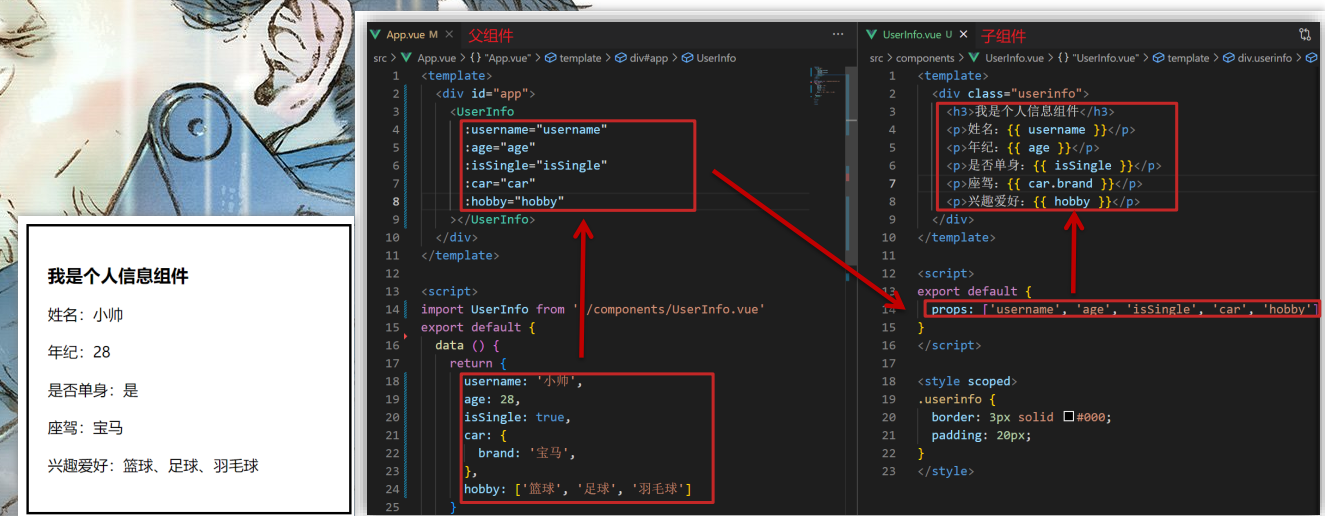 我是个人信息组件
姓名：小帅
年纪：28
是否单身：是
座驾：宝马
兴趣爱好：篮球、足球、羽毛球
App.vue M × 父组件 ···
src > App.vue > {} "App.vue" > template > div#app > UserInfo
1 <template>
2 <div id="app">
3 <UserInfo
4 :username="username"
5 :age="age"
6 :isSingle="isSingle"
7 :car="car"
8 :hobby="hobby"
9 ></UserInfo>
10 </div>
11 </template>
12
13 <script>
14 import UserInfo from './components/UserInfo.vue'
15 export default {
16 data () {
17 return {
18 username: '小帅',
19 age: 28,
20 isSingle: true,
21 car: {
22 brand: '宝马',
23 },
24 hobby: ['篮球', '足球', '羽毛球']
25 }
UserInfo.vue U × 子组件
src > components > UserInfo.vue > {} "UserInfo.vue" > template > div.userinfo >
1 <template>
2 <div class="userinfo">
3 <h3>我是个人信息组件</h3>
4 <p>姓名：{{ username }}</p>
5 <p>年纪：{{ age }}</p>
6 <p>是否单身：{{ isSingle }}</p>
7 <p>座驾：{{ car.brand }}</p>
8 <p>兴趣爱好：{{ hobby }}</p>
9 </div>
10 </template>
11
12 <script>
13 export default {
14 props: ['username', 'age', 'isSingle', 'car', 'hobby']
15 }
16 </script>
17
18 <style scoped>
19 .userinfo {
20 border: 3px solid #000;
21 padding: 20px;
22 }
23 </style>